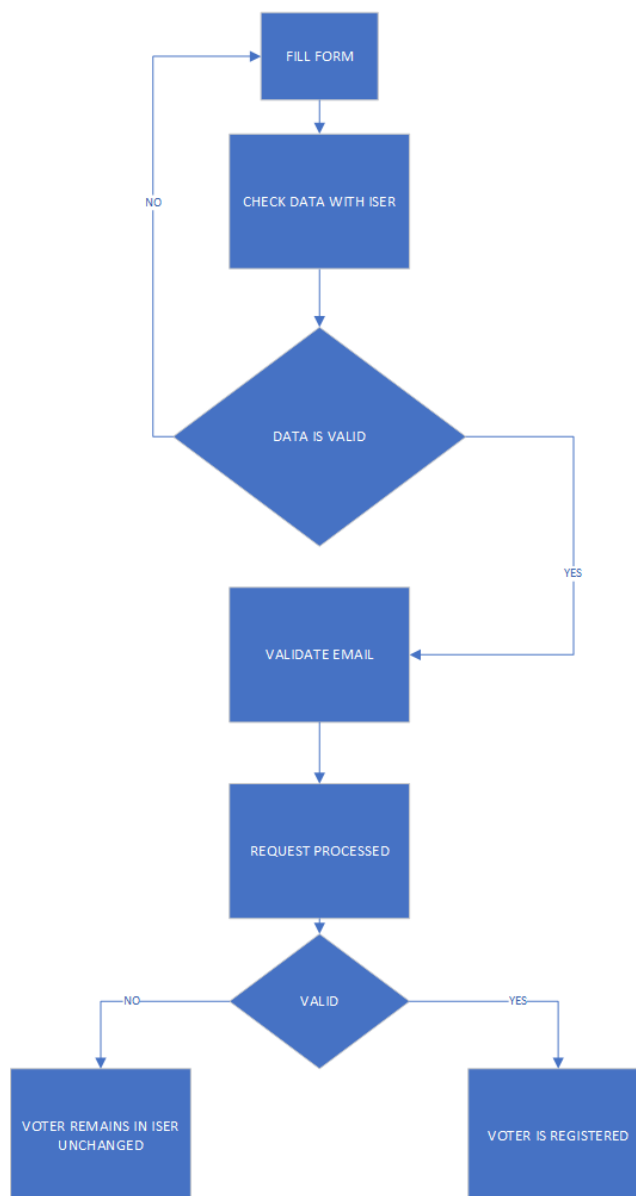 FILL FORM
NO
CHECK DATA WITH ISER
DATA IS VALID
YES
VALIDATE EMAIL
REQUEST PROCESSED
NO
VALID
YES
VOTER REMAINS IN ISER
UNCHANGED
VOTER IS REGISTERED